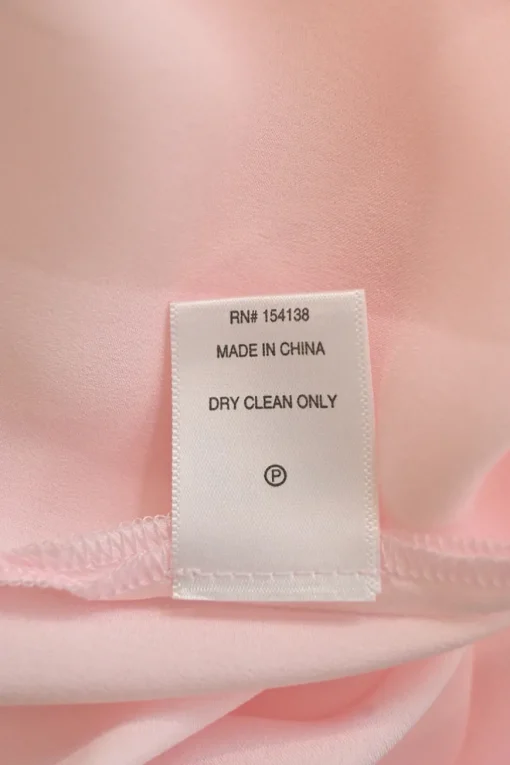 RN# 154138
MADE IN CHINA
DRY CLEAN ONLY
Ⓟ